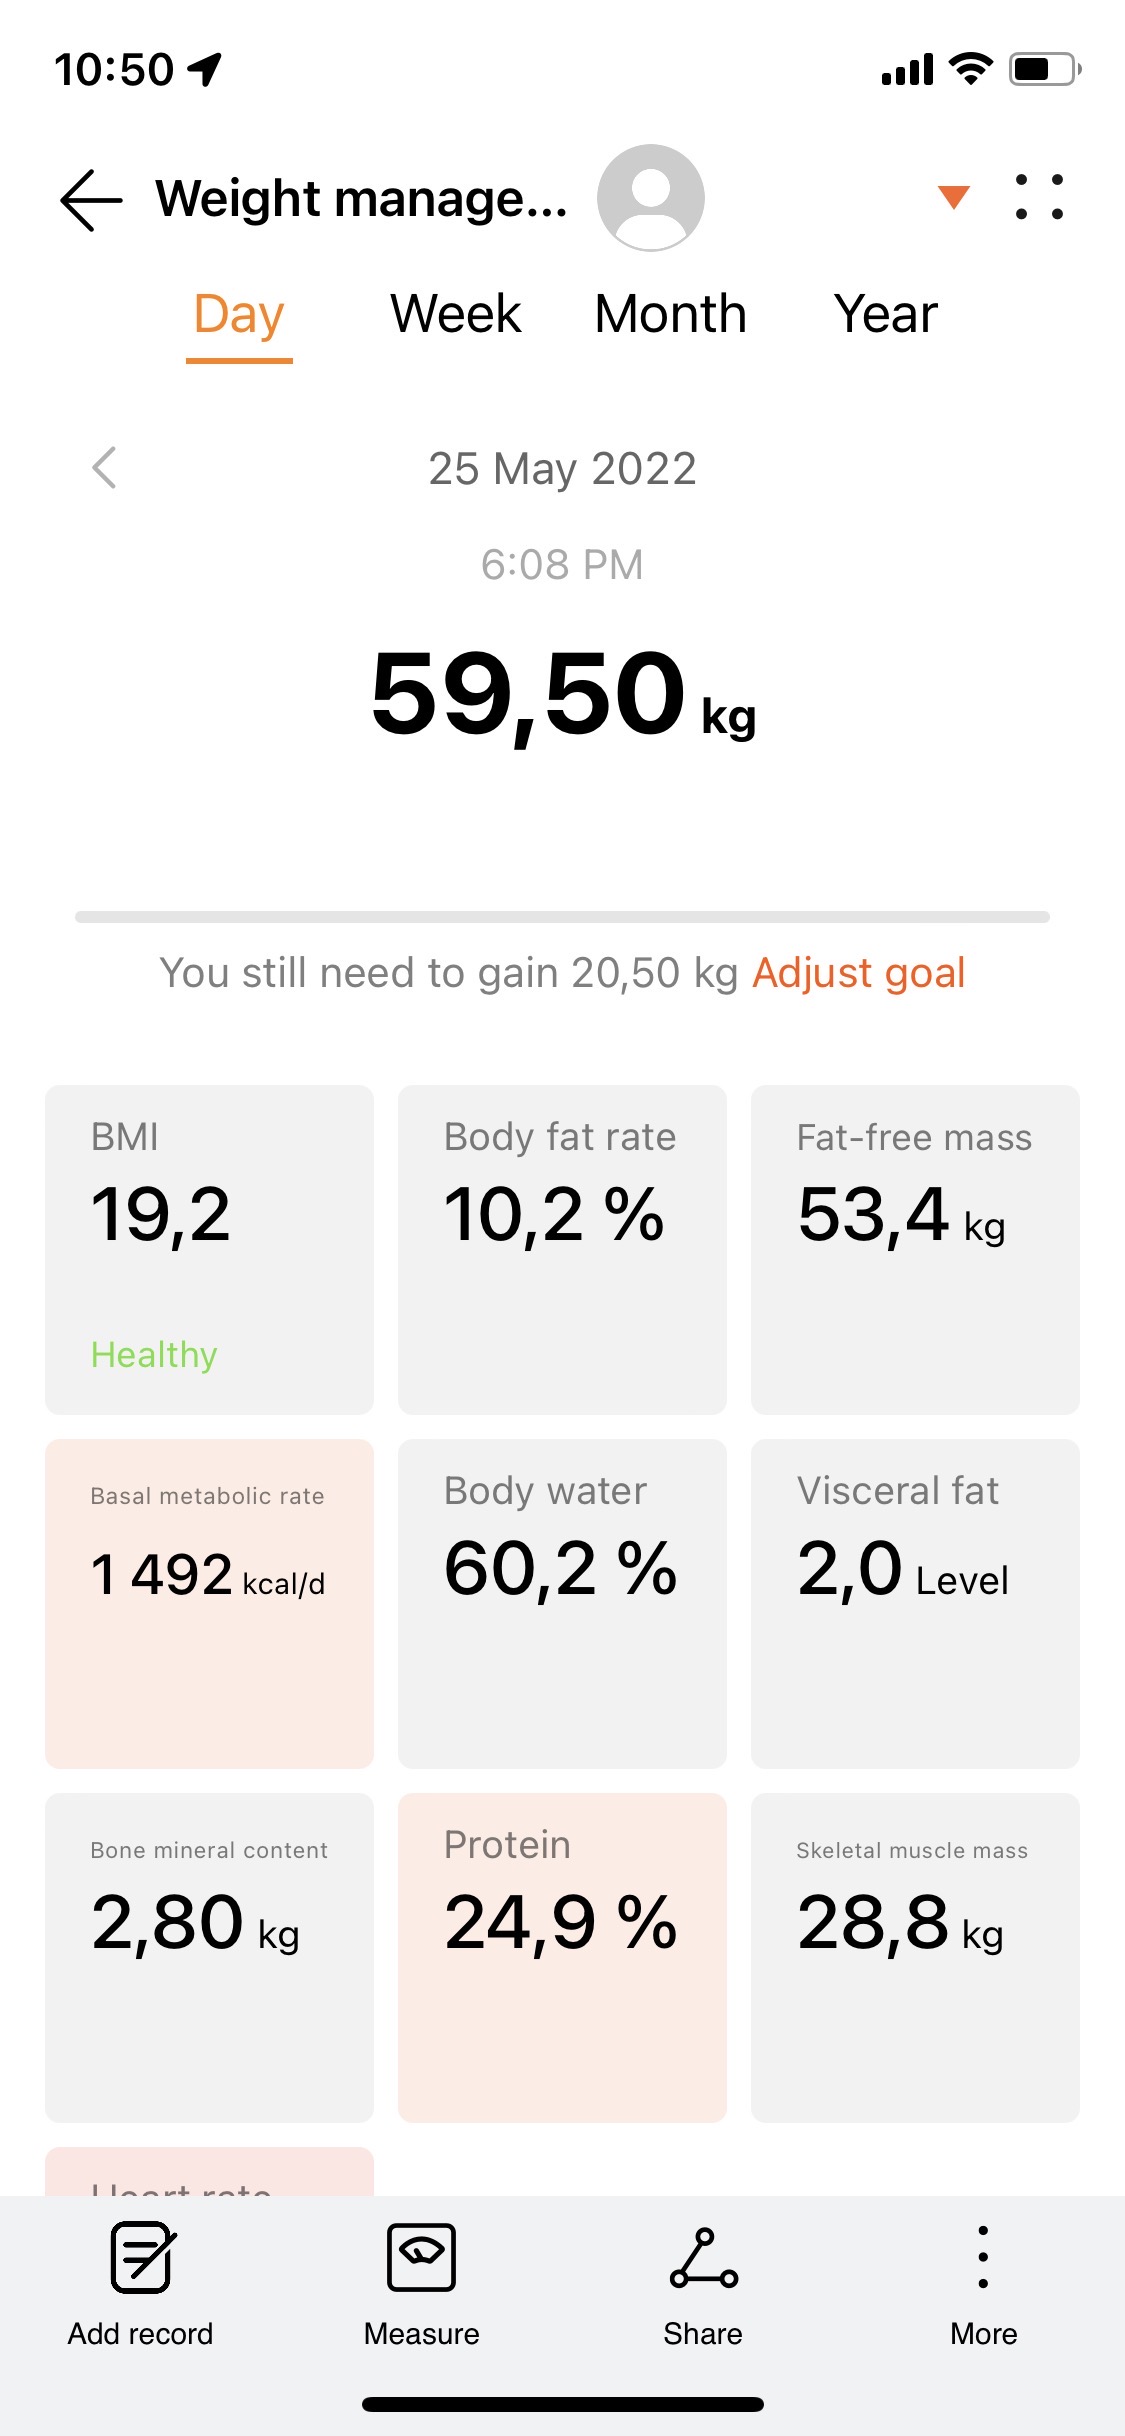 10:50
Weight manage...
Day Week Month Year
25 May 2022
6:08 PM
59,50 kg
You still need to gain 20,50 kg Adjust goal
BMI
19,2
Healthy
Body fat rate
10,2 %
Fat-free mass
53,4 kg
Basal metabolic rate
1 492 kcal/d
Body water
60,2 %
Visceral fat
2,0 Level
Bone mineral content
2,80 kg
Protein
24,9 %
Skeletal muscle mass
28,8 kg
Heart rate
Add record
Measure
Share
More